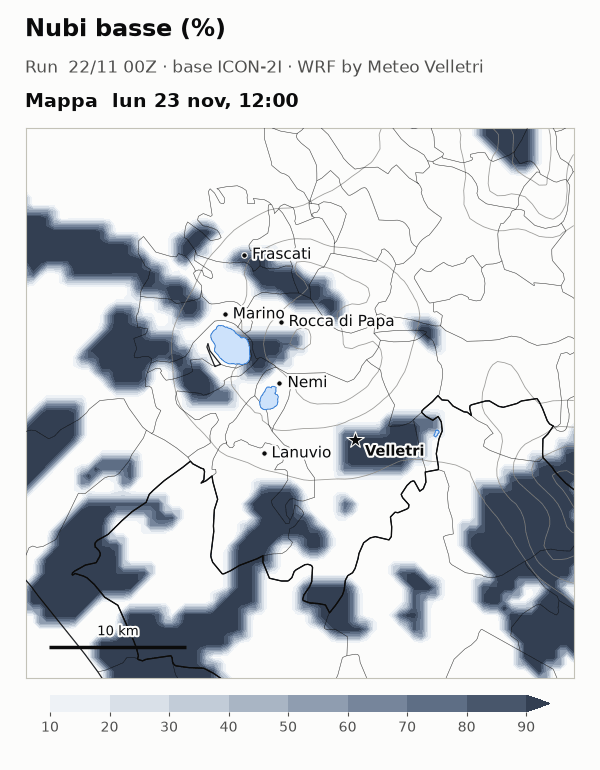 Nubi basse (%)
Run  22/11 00Z · base ICON-2I · WRF by Meteo Velletri
Mappa  lun 23 nov, 12:00
Frascati
Marino
Rocca di Papa
Nemi
Velletri
Lanuvio
10 km
10 20 30 40 50 60 70 80 90